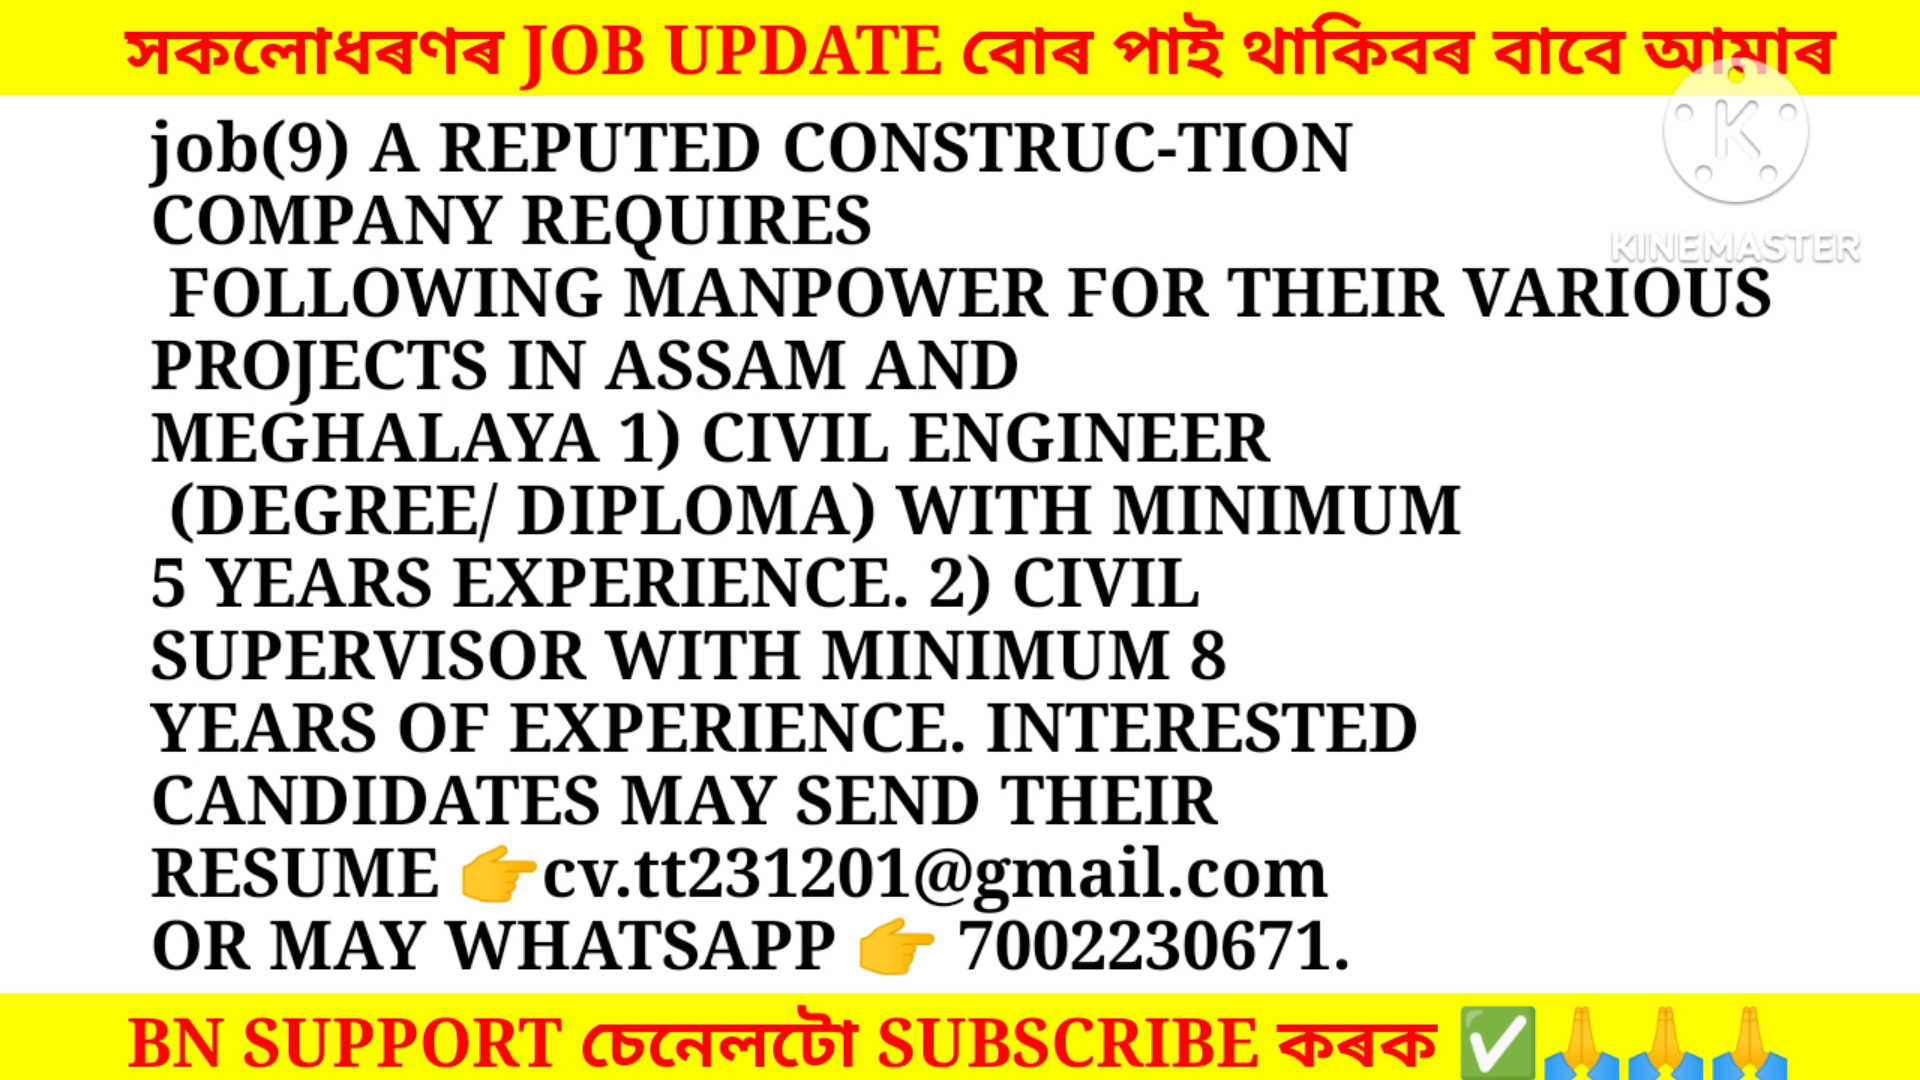 সকলোধৰণৰ JOB UPDATE বোৰ পাই থাকিবৰ বাবে আমাৰ
job(9) A REPUTED CONSTRUC-TION
COMPANY REQUIRES
KINEMASTER
FOLLOWING MANPOWER FOR THEIR VARIOUS
PROJECTS IN ASSAM AND
MEGHALAYA 1) CIVIL ENGINEER
(DEGREE/ DIPLOMA) WITH MINIMUM
5 YEARS EXPERIENCE. 2) CIVIL
SUPERVISOR WITH MINIMUM 8
YEARS OF EXPERIENCE. INTERESTED
CANDIDATES MAY SEND THEIR
RESUME 👉cv.tt231201@gmail.com
OR MAY WHATSAPP 👉 7002230671.
BN SUPPORT চেনেলটো SUBSCRIBE কৰক ✅🙏🙏🙏